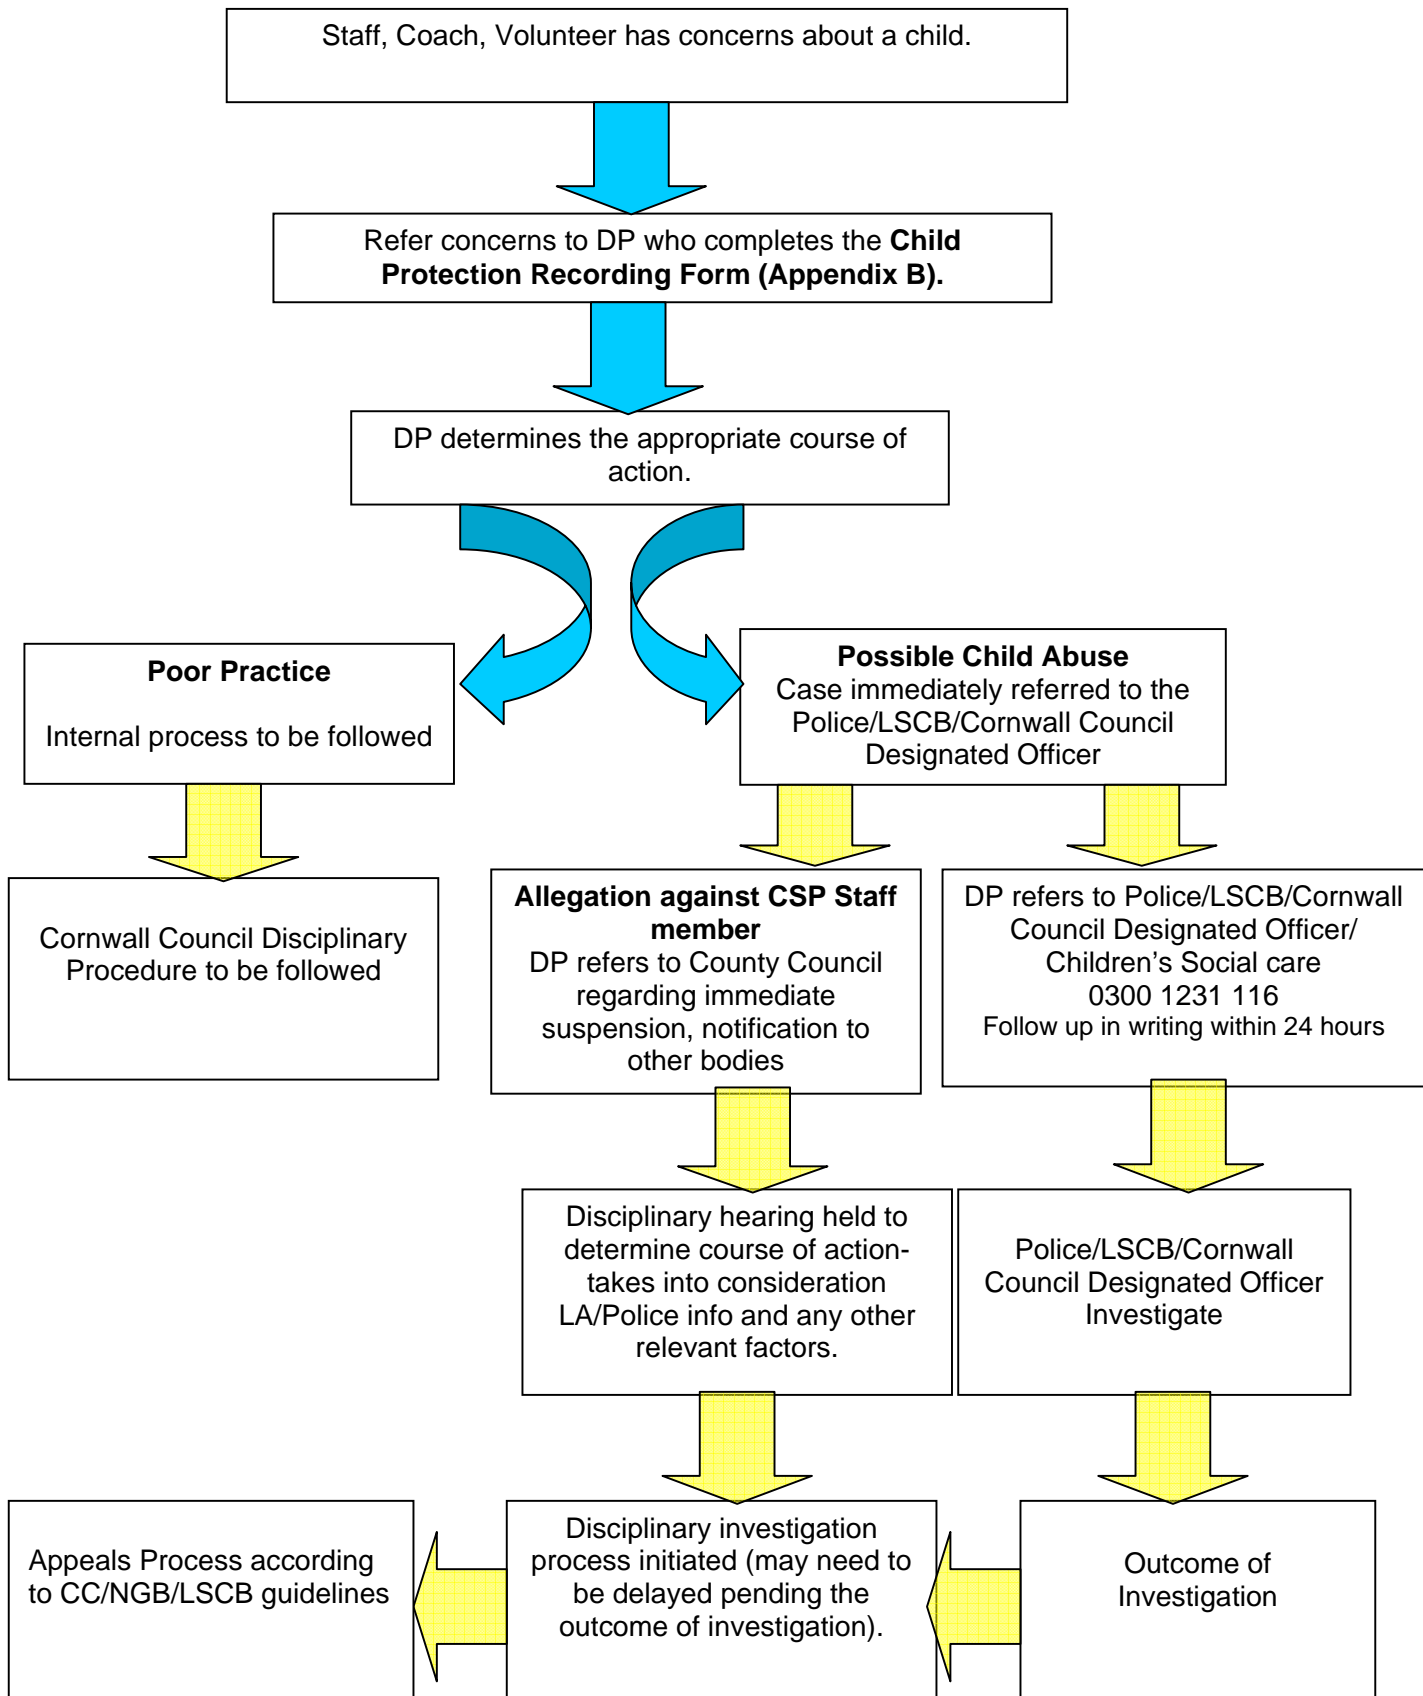 Staff, Coach, Volunteer has concerns about a child.
Refer concerns to DP who completes the Child
Protection Recording Form (Appendix B).
DP determines the appropriate course of
action.
Poor Practice
Internal process to be followed
Possible Child Abuse
Case immediately referred to the
Police/LSCB/Cornwall Council
Designated Officer
Cornwall Council Disciplinary
Procedure to be followed
Allegation against CSP Staff
member
DP refers to County Council
regarding immediate
suspension, notification to
other bodies
DP refers to Police/LSCB/Cornwall
Council Designated Officer/
Children’s Social care
0300 1231 116
Follow up in writing within 24 hours
Disciplinary hearing held to
determine course of action-
takes into consideration
LA/Police info and any other
relevant factors.
Police/LSCB/Cornwall
Council Designated Officer
Investigate
Appeals Process according
to CC/NGB/LSCB guidelines
Disciplinary investigation
process initiated (may need to
be delayed pending the
outcome of investigation).
Outcome of
Investigation